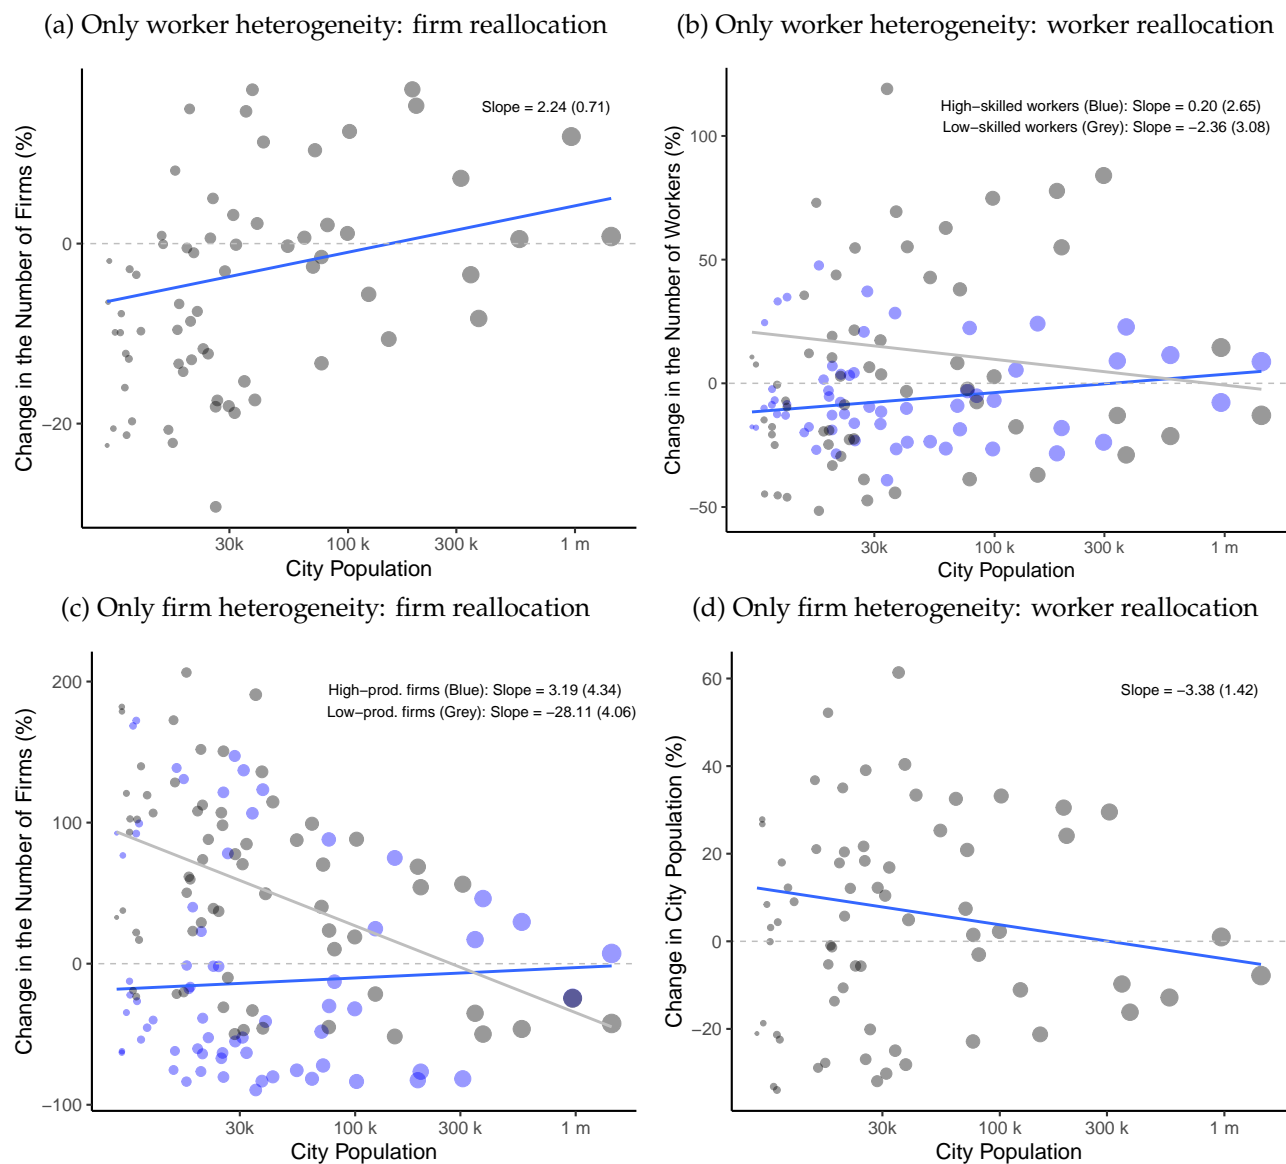 (a) Only worker heterogeneity: firm reallocation
Change in the Number of Firms (%)
0
−20
Slope = 2.24 (0.71)
30k
100 k
300 k
1 m
City Population
(b) Only worker heterogeneity: worker reallocation
Change in the Number of Workers (%)
100
50
0
−50
High−skilled workers (Blue): Slope = 0.20 (2.65)
Low−skilled workers (Grey): Slope = −2.36 (3.08)
30k
100 k
300 k
1 m
City Population
(c) Only firm heterogeneity: firm reallocation
Change in the Number of Firms (%)
200
100
0
−100
High−prod. firms (Blue): Slope = 3.19 (4.34)
Low−prod. firms (Grey): Slope = −28.11 (4.06)
30k
100 k
300 k
1 m
City Population
(d) Only firm heterogeneity: worker reallocation
Change in City Population (%)
60
40
20
0
−20
Slope = −3.38 (1.42)
30k
100 k
300 k
1 m
City Population